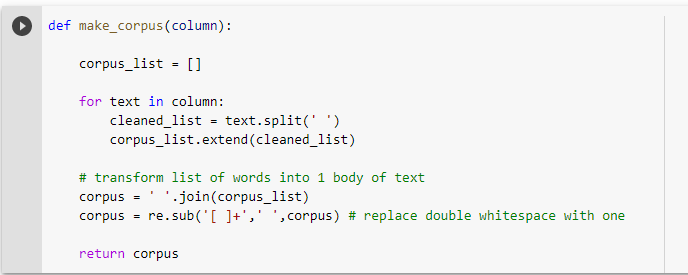 def make_corpus(column):
    corpus_list = []
    for text in column:
        cleaned_list = text.split(' ')
        corpus_list.extend(cleaned_list)
    # transform list of words into 1 body of text
    corpus = ' '.join(corpus_list)
    corpus = re.sub('[ ]+',' ',corpus) # replace double whitespace with one
    return corpus